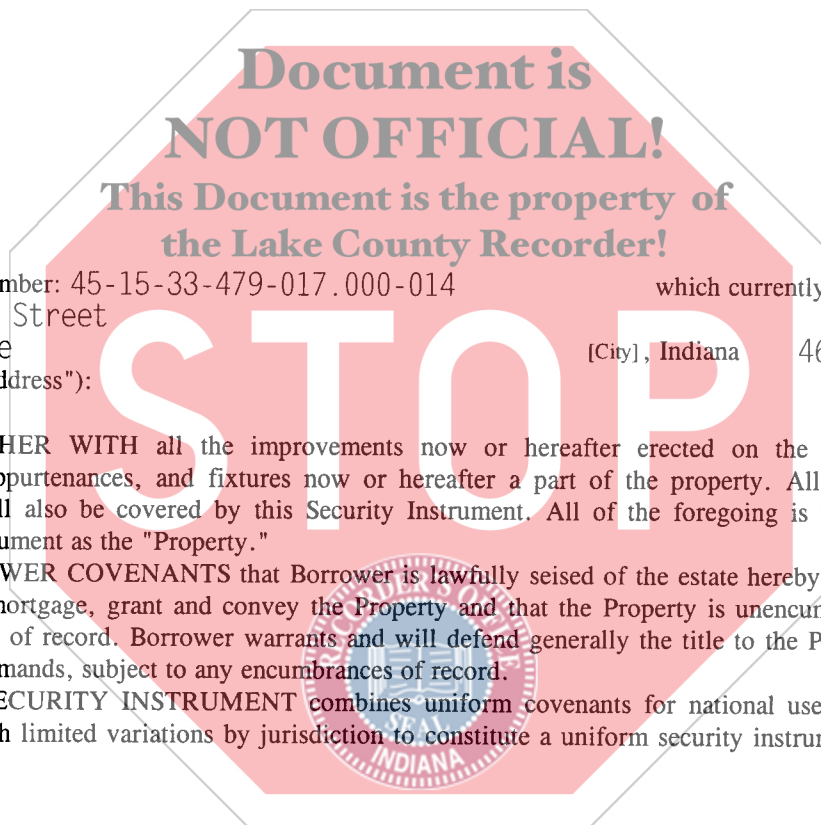 Document is
NOT OFFICIAL!
This Document is the property of
the Lake County Recorder!
mber: 45-15-33-479-017.000-014 which currently
Street
e [City], Indiana 46
ddress"):
STOP
HER WITH all the improvements now or hereafter erected on the
ppurtenances, and fixtures now or hereafter a part of the property. All
ll also be covered by this Security Instrument. All of the foregoing is
ument as the "Property."
WER COVENANTS that Borrower is lawfully seised of the estate hereby
nortgage, grant and convey the Property and that the Property is unencum
of record. Borrower warrants and will defend generally the title to the P
mands, subject to any encumbrances of record.
ECURITY INSTRUMENT combines uniform covenants for national use
h limited variations by jurisdiction to constitute a uniform security instru
RECORDER'S OFFICE
SEAL
INDIANA